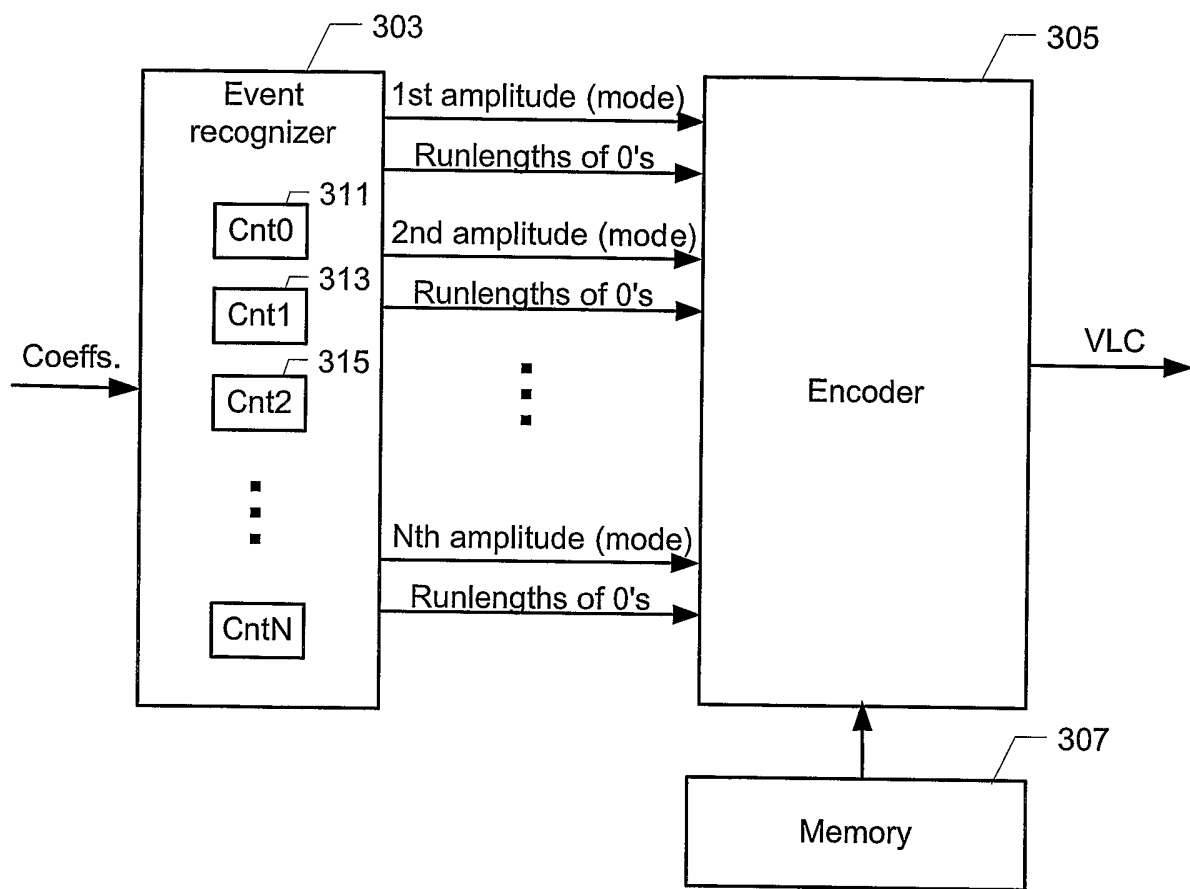 303
305
Event
recognizer
1st amplitude (mode)
Runlengths of 0's
311
Cnt0
2nd amplitude (mode)
313
Runlengths of 0's
Cnt1
Coeffs.
315
Cnt2
VLC
Encoder
Nth amplitude (mode)
Runlengths of 0's
CntN
307
Memory